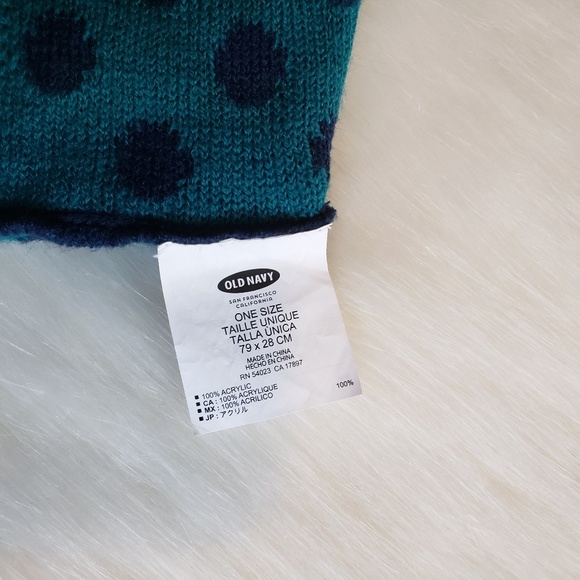 OLD NAVY
SAN FRANCISCO
CALIFORNIA
ONE SIZE
TAILLE UNIQUE
TALLA ÚNICA
79 x 28 CM
MADE IN CHINA
HECHO EN CHINA
RN 54023 CA 17897
■ 100% ACRYLIC 100%
■ CA : 100% ACRYLIQUE
■ MX : 100% ACRILICO
■ JP : アクリル